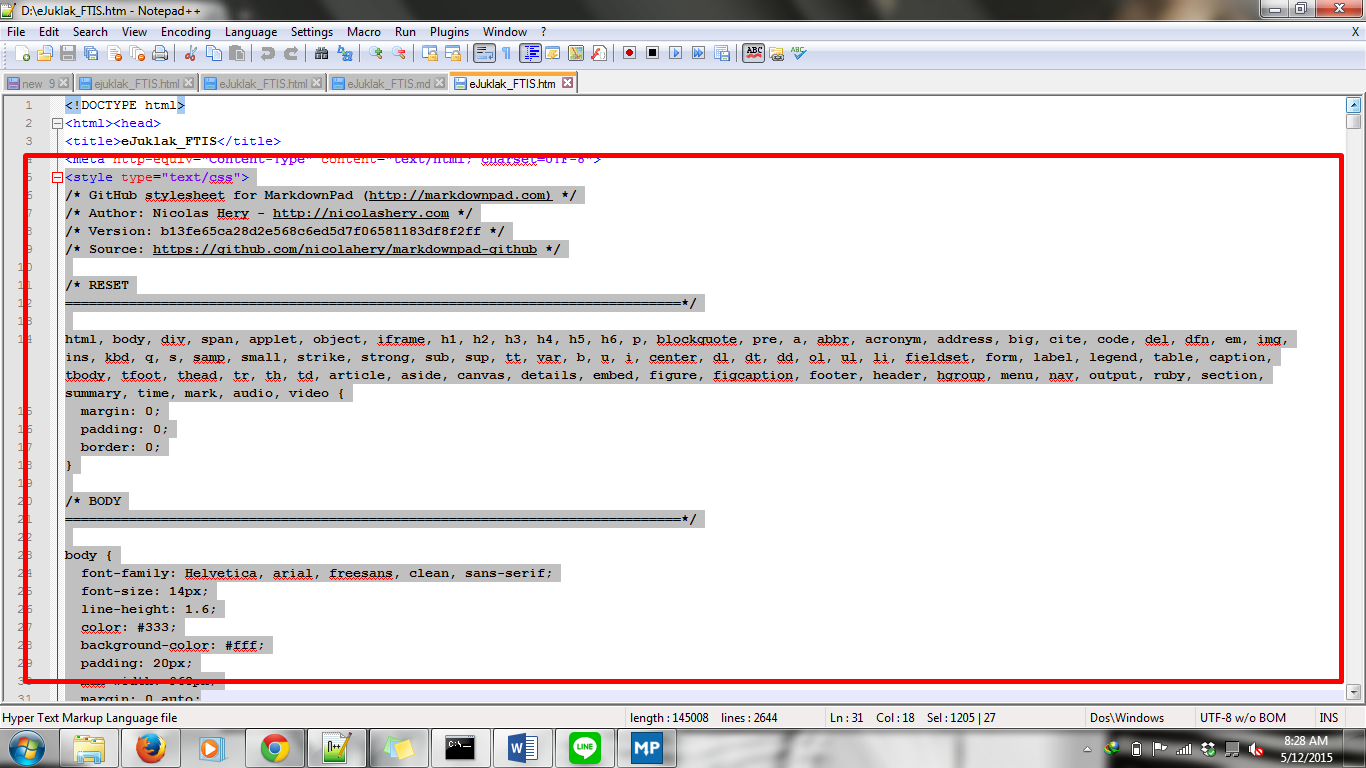 D:\eJuklak_FTIS.htm - Notepad++
File Edit Search View Encoding Language Settings Macro Run Plugins Window ? X
new 9 ejuklak_FTIS.html eJuklak_FTIS.html eJuklak_FTIS.md eJuklak_FTIS.htm
1 <!DOCTYPE html>
2 <html><head>
3 <title>eJuklak_FTIS</title>
4 <meta http-equiv="Content-Type" content="text/html; charset=UTF-8">
5 <style type="text/css">
6 /* GitHub stylesheet for MarkdownPad (http://markdownpad.com) */
7 /* Author: Nicolas Hery - http://nicolashery.com */
8 /* Version: b13fe65ca28d2e568c6ed5d7f06581183df8f2ff */
9 /* Source: https://github.com/nicolahery/markdownpad-github */
10
11 /* RESET
12 =============================================================================*/
13
14 html, body, div, span, applet, object, iframe, h1, h2, h3, h4, h5, h6, p, blockquote, pre, a, abbr, acronym, address, big, cite, code, del, dfn, em, img,
ins, kbd, q, s, samp, small, strike, strong, sub, sup, tt, var, b, u, i, center, dl, dt, dd, ol, ul, li, fieldset, form, label, legend, table, caption,
tbody, tfoot, thead, tr, th, td, article, aside, canvas, details, embed, figure, figcaption, footer, header, hgroup, menu, nav, output, ruby, section,
summary, time, mark, audio, video {
15 margin: 0;
16 padding: 0;
17 border: 0;
18 }
19
20 /* BODY
21 =============================================================================*/
22
23 body {
24 font-family: Helvetica, arial, freesans, clean, sans-serif;
25 font-size: 14px;
26 line-height: 1.6;
27 color: #333;
28 background-color: #fff;
29 padding: 20px;
30 max-width: 960px;
31 margin: 0 auto;
Hyper Text Markup Language file length : 145008 lines : 2644 Ln : 31 Col : 18 Sel : 1205 | 27 Dos\Windows UTF-8 w/o BOM INS
8:28 AM
5/12/2015